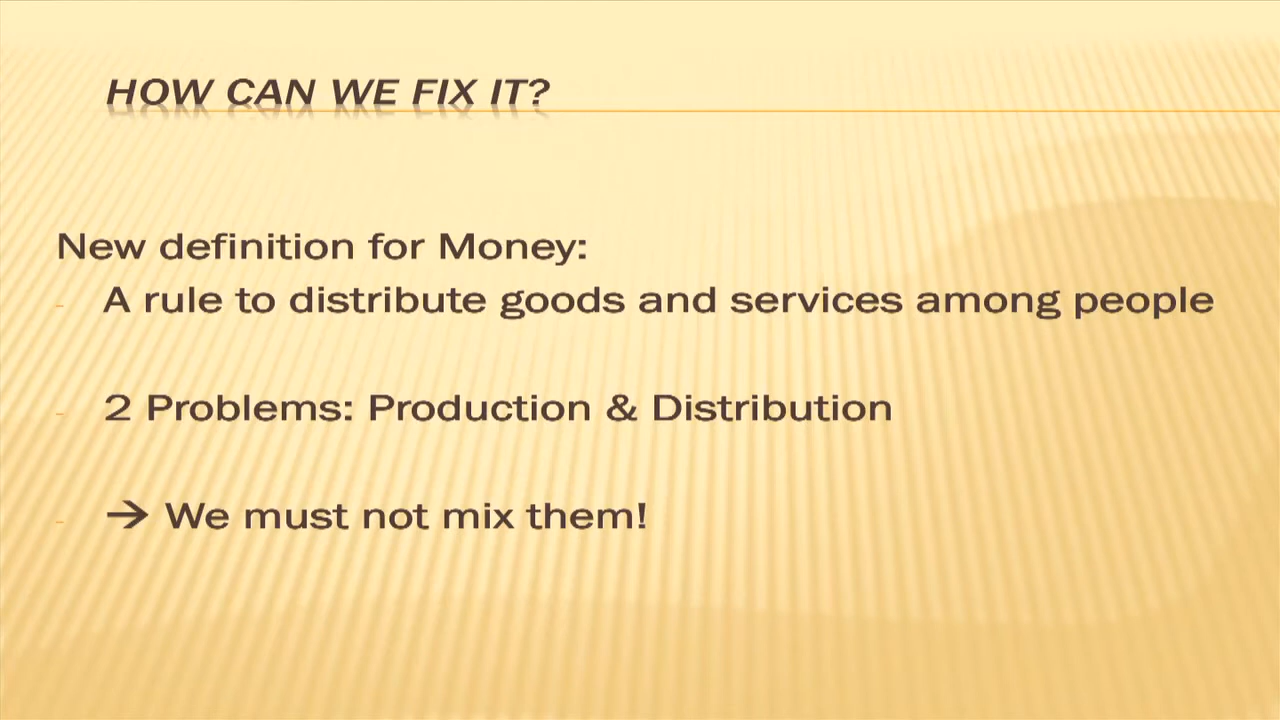 HOW CAN WE FIX IT?
New definition for Money:
- A rule to distribute goods and services among people
- 2 Problems: Production & Distribution
- → We must not mix them!